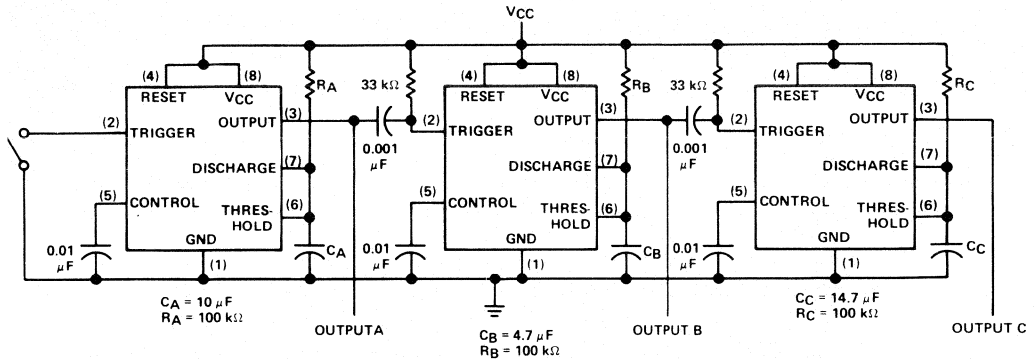 VCC
(4) (8)
RESET VCC
RA
(3)
OUTPUT
(2)
TRIGGER
(7)
DISCHARGE
(5)
CONTROL
(6)
THRES-
HOLD
GND
(1)
0.01
μF
CA
CA = 10 μF
RA = 100 kΩ
OUTPUT A
33 kΩ
0.001
μF
(4) (8)
RESET VCC
RB
(3)
OUTPUT
(2)
TRIGGER
(7)
DISCHARGE
(5)
CONTROL
(6)
THRES-
HOLD
GND
(1)
0.01
μF
CB
CB = 4.7 μF
RB = 100 kΩ
OUTPUT B
33 kΩ
0.001
μF
(4) (8)
RESET VCC
RC
(3)
OUTPUT
(2)
TRIGGER
(7)
DISCHARGE
(5)
CONTROL
(6)
THRES-
HOLD
GND
(1)
0.01
μF
CC
CC = 14.7 μF
RC = 100 kΩ
OUTPUT C